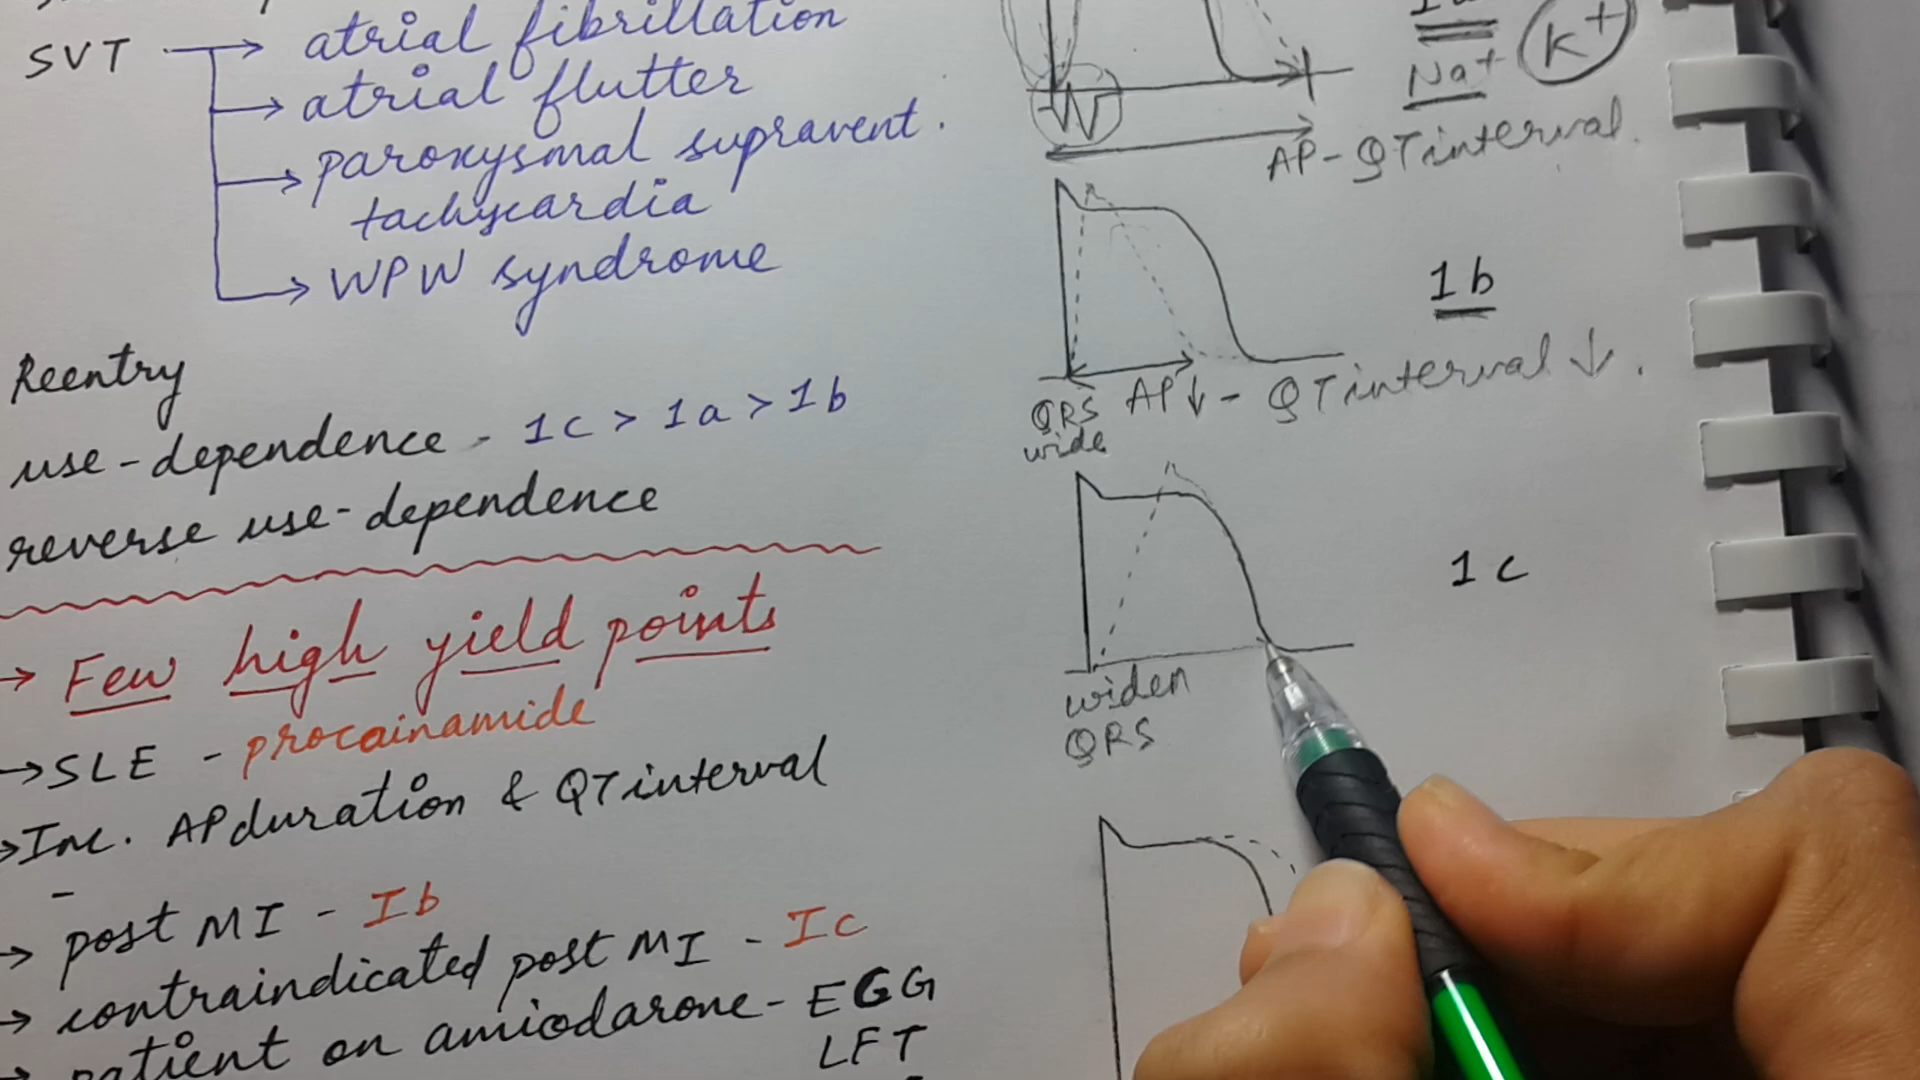 SVT → atrial fibrillation
→ atrial flutter
→ paroxysmal supravent.
tachycardia
→ WPW syndrome
Reentry
use-dependence - 1c > 1a > 1b
reverse use-dependence
→ Few high yield points
→ SLE - procainamide
→ Inc. AP duration & QT interval
-
→ post MI - Ib
→ contraindicated post MI - Ic
→ patient on amiodarone - EGG
LFT
Na+ K+
AP - QT interval.
1b
QRS
wide
AP↓ - QT interval ↓.
1c
widen
QRS